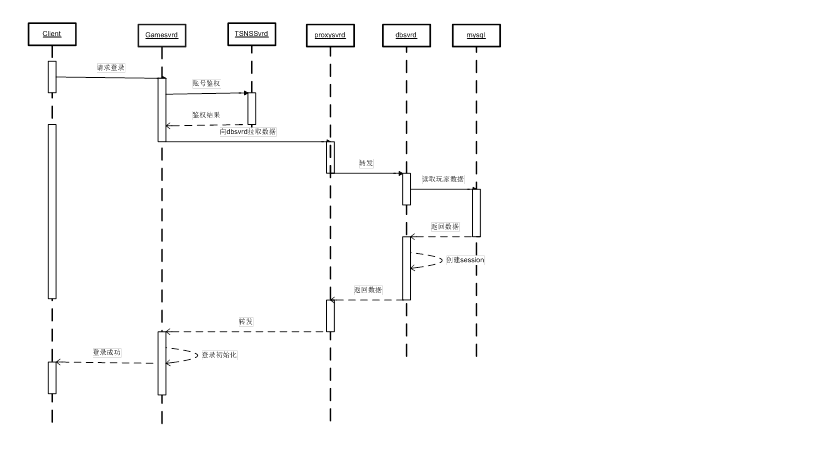 Client
Gamesvrd
TSNSSvrd
proxysvrd
dbsvrd
mysql
请求登录
账号鉴权
鉴权结果
向dbsvrd拉取数据
转发
读取玩家数据
返回数据
创建session
返回数据
转发
登录成功
登录初始化